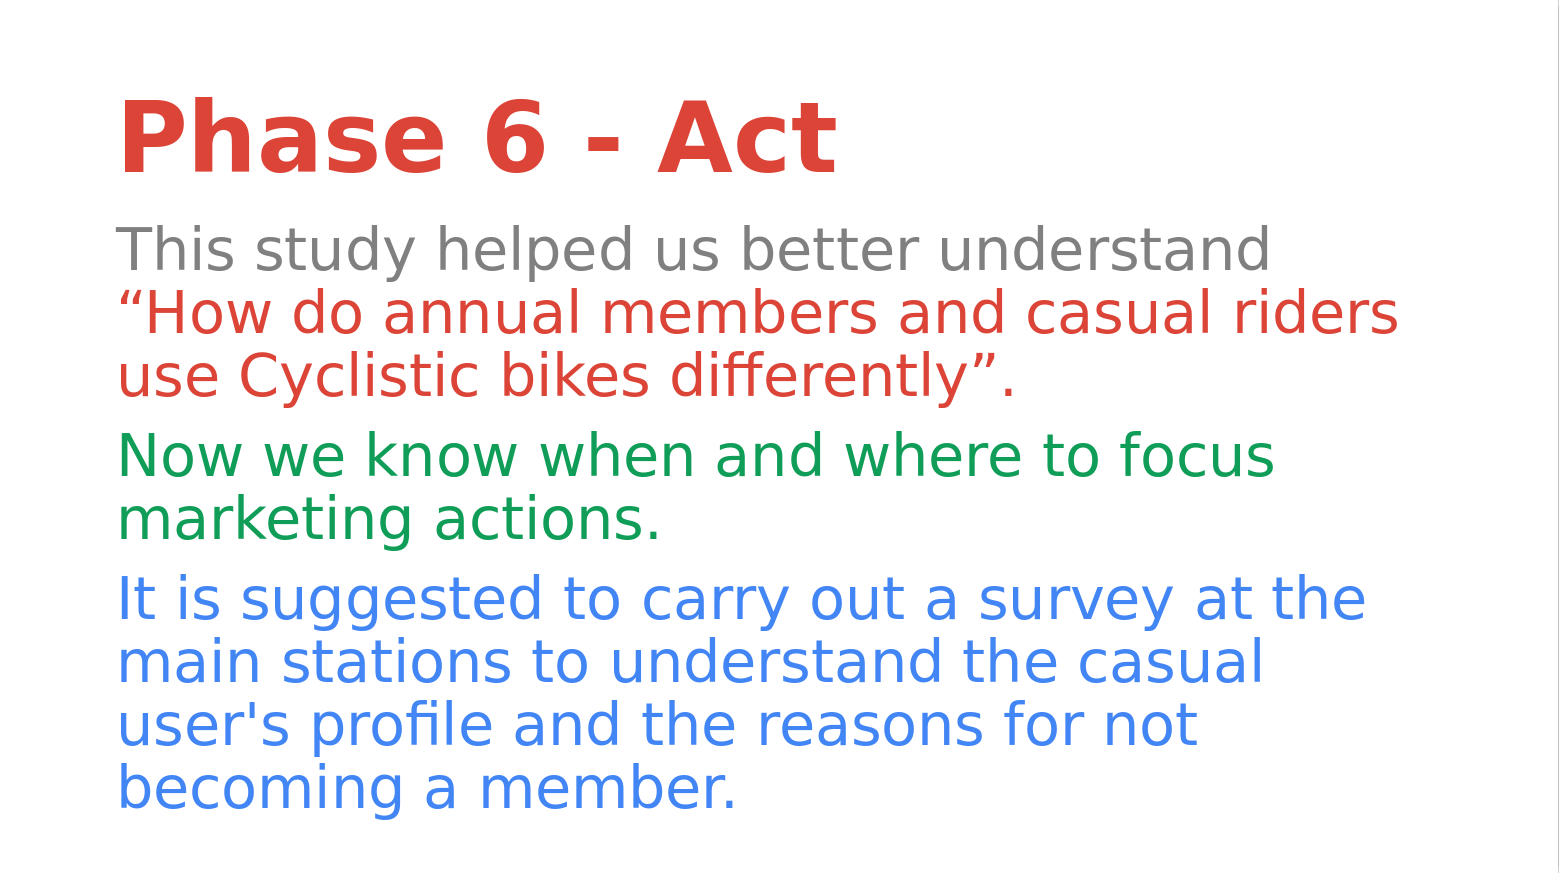 Phase 6 - Act
This study helped us better understand
“How do annual members and casual riders
use Cyclistic bikes differently”.
Now we know when and where to focus
marketing actions.
It is suggested to carry out a survey at the
main stations to understand the casual
user's profile and the reasons for not
becoming a member.